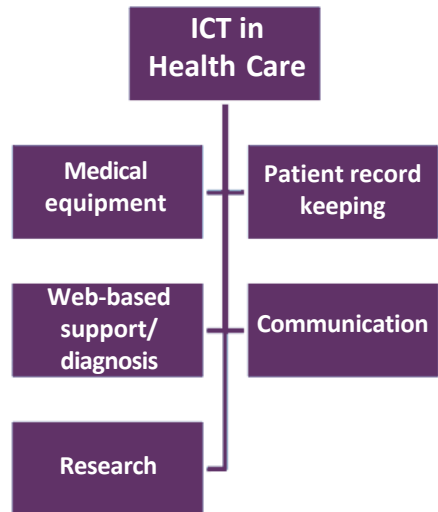 ICT in
Health Care
Medical
equipment
Patient record
keeping
Web-based
support/
diagnosis
Communication
Research